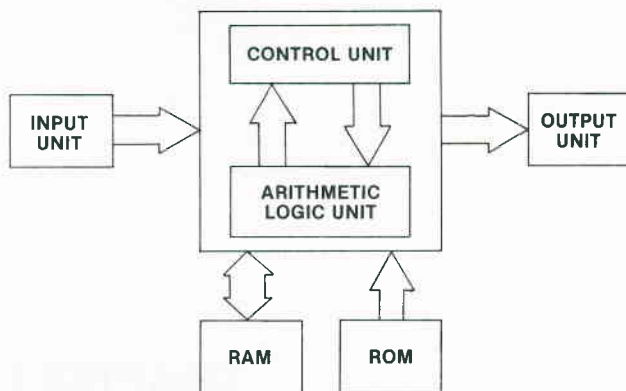 CONTROL UNIT
INPUT
UNIT
OUTPUT
UNIT
ARITHMETIC
LOGIC UNIT
RAM
ROM